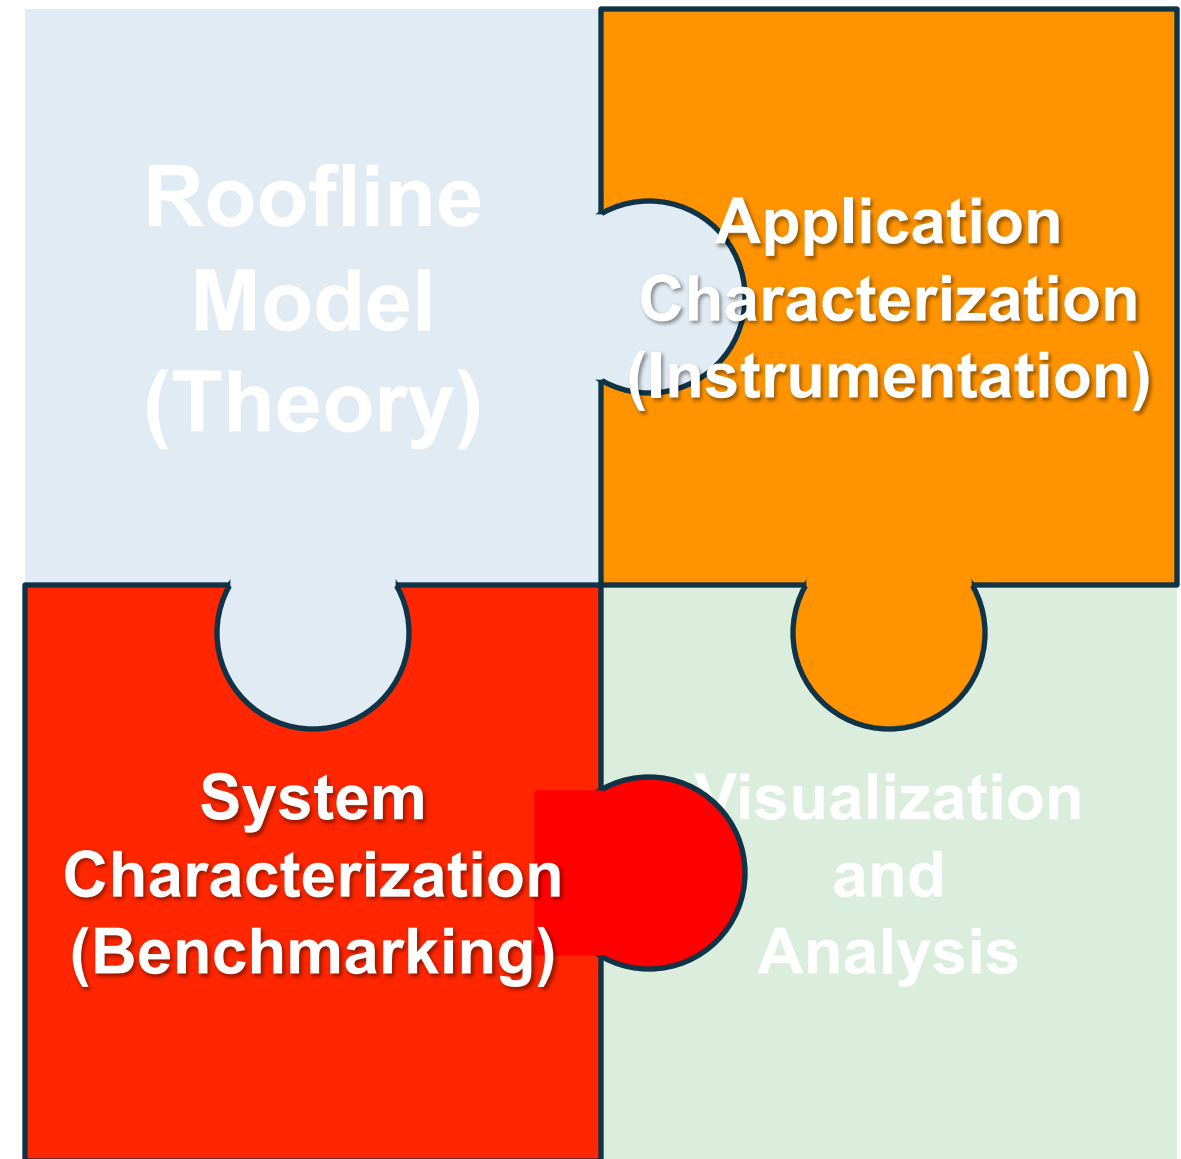 Roofline
Model
(Theory)
Application
Characterization
(Instrumentation)
System
Characterization
(Benchmarking)
Visualization
and
Analysis